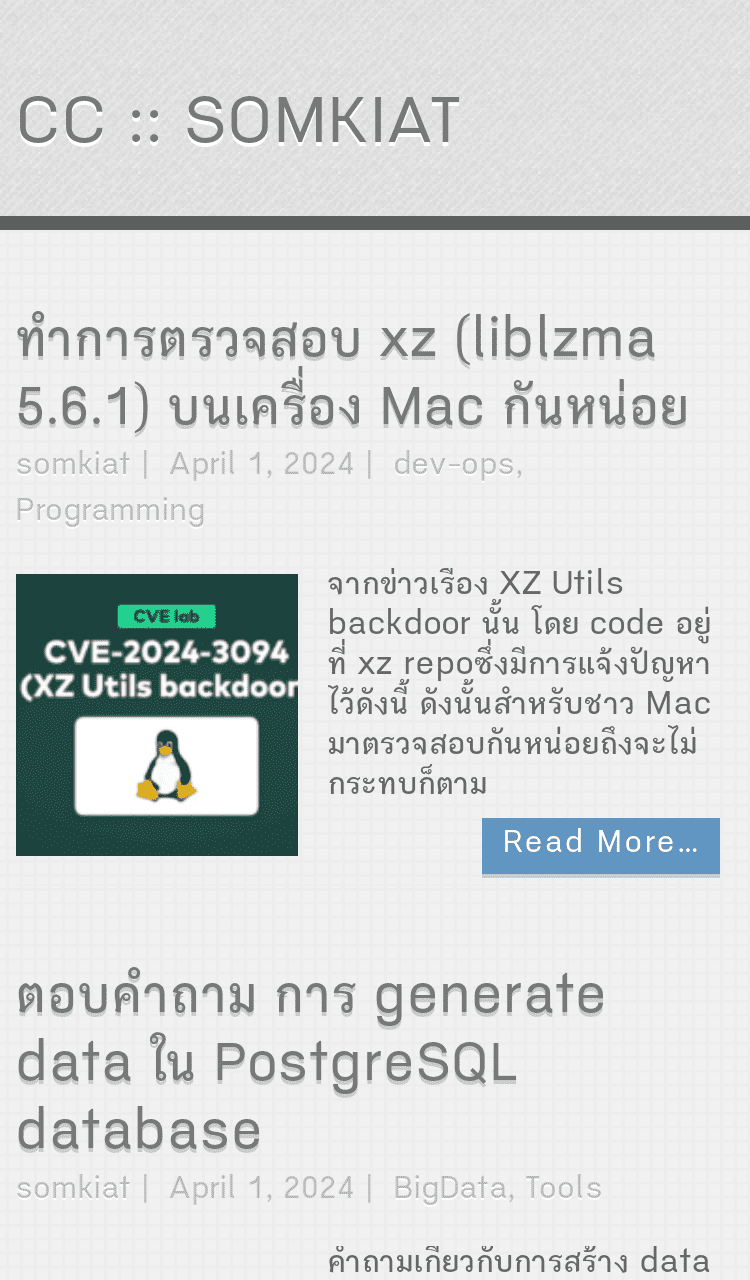 CC :: SOMKIAT
ทำการตรวจสอบ xz (liblzma
5.6.1) บนเครื่อง Mac กันหน่อย
somkiat | April 1, 2024 | dev-ops,
Programming
CVE lab
CVE-2024-3094
(XZ Utils backdoor
จากข่าวเรือง XZ Utils
backdoor นั้น โดย code อยู่
ที่ xz repoซึ่งมีการแจ้งปัญหา
ไว้ดังนี้ ดังนั้นสำหรับชาว Mac
มาตรวจสอบกันหน่อยถึงจะไม่
กระทบก็ตาม
Read More...
ตอบคำถาม การ generate
data ใน PostgreSQL
database
somkiat | April 1, 2024 | BigData, Tools
คำถามเกียวกับการสร้าง data